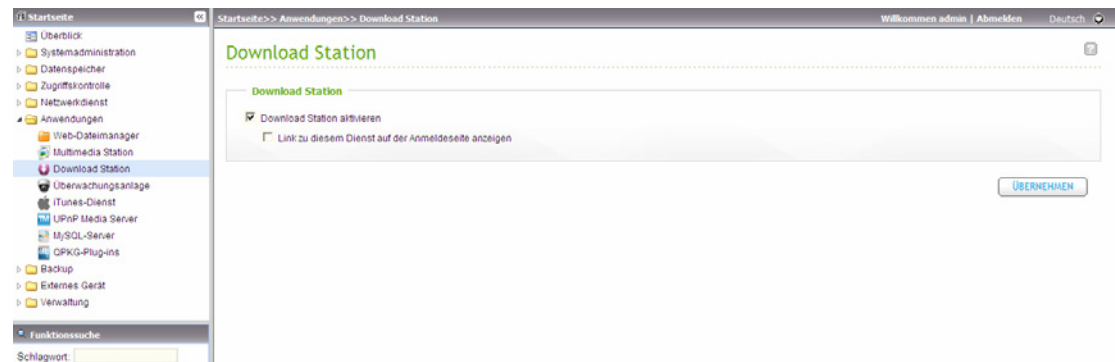 Startseite
Startseite>> Anwendungen>> Download Station
Willkommen admin | Abmelden
Deutsch
Überblick
Systemadministration
Datenspeicher
Zugriffskontrolle
Netzwerkdienst
Anwendungen
Web-Dateimanager
Multimedia Station
Download Station
Überwachungsanlage
iTunes-Dienst
UPnP Media Server
MySQL-Server
QPKG-Plug-ins
Backup
Externes Gerät
Verwaltung
Funktionssuche
Schlagwort:
Download Station
Download Station
Download Station aktivieren
Link zu diesem Dienst auf der Anmeldeseite anzeigen
ÜBERNEHMEN